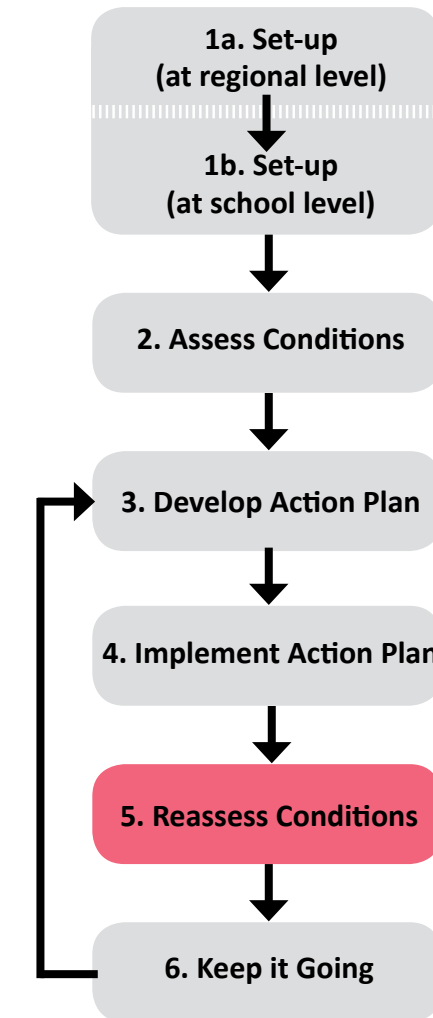 1a. Set-up
(at regional level)
1b. Set-up
(at school level)
2. Assess Conditions
3. Develop Action Plan
4. Implement Action Plan
5. Reassess Conditions
6. Keep it Going